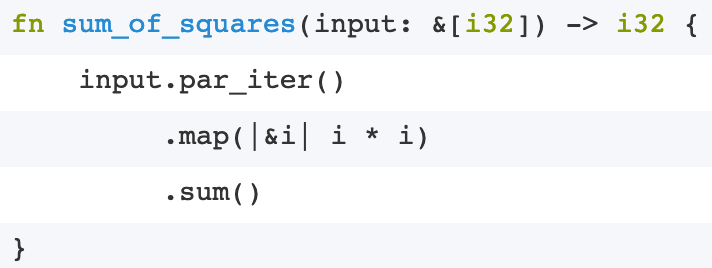 fn sum_of_squares(input: &[i32]) -> i32 {
    input.par_iter()
         .map(|&i| i * i)
         .sum()
}